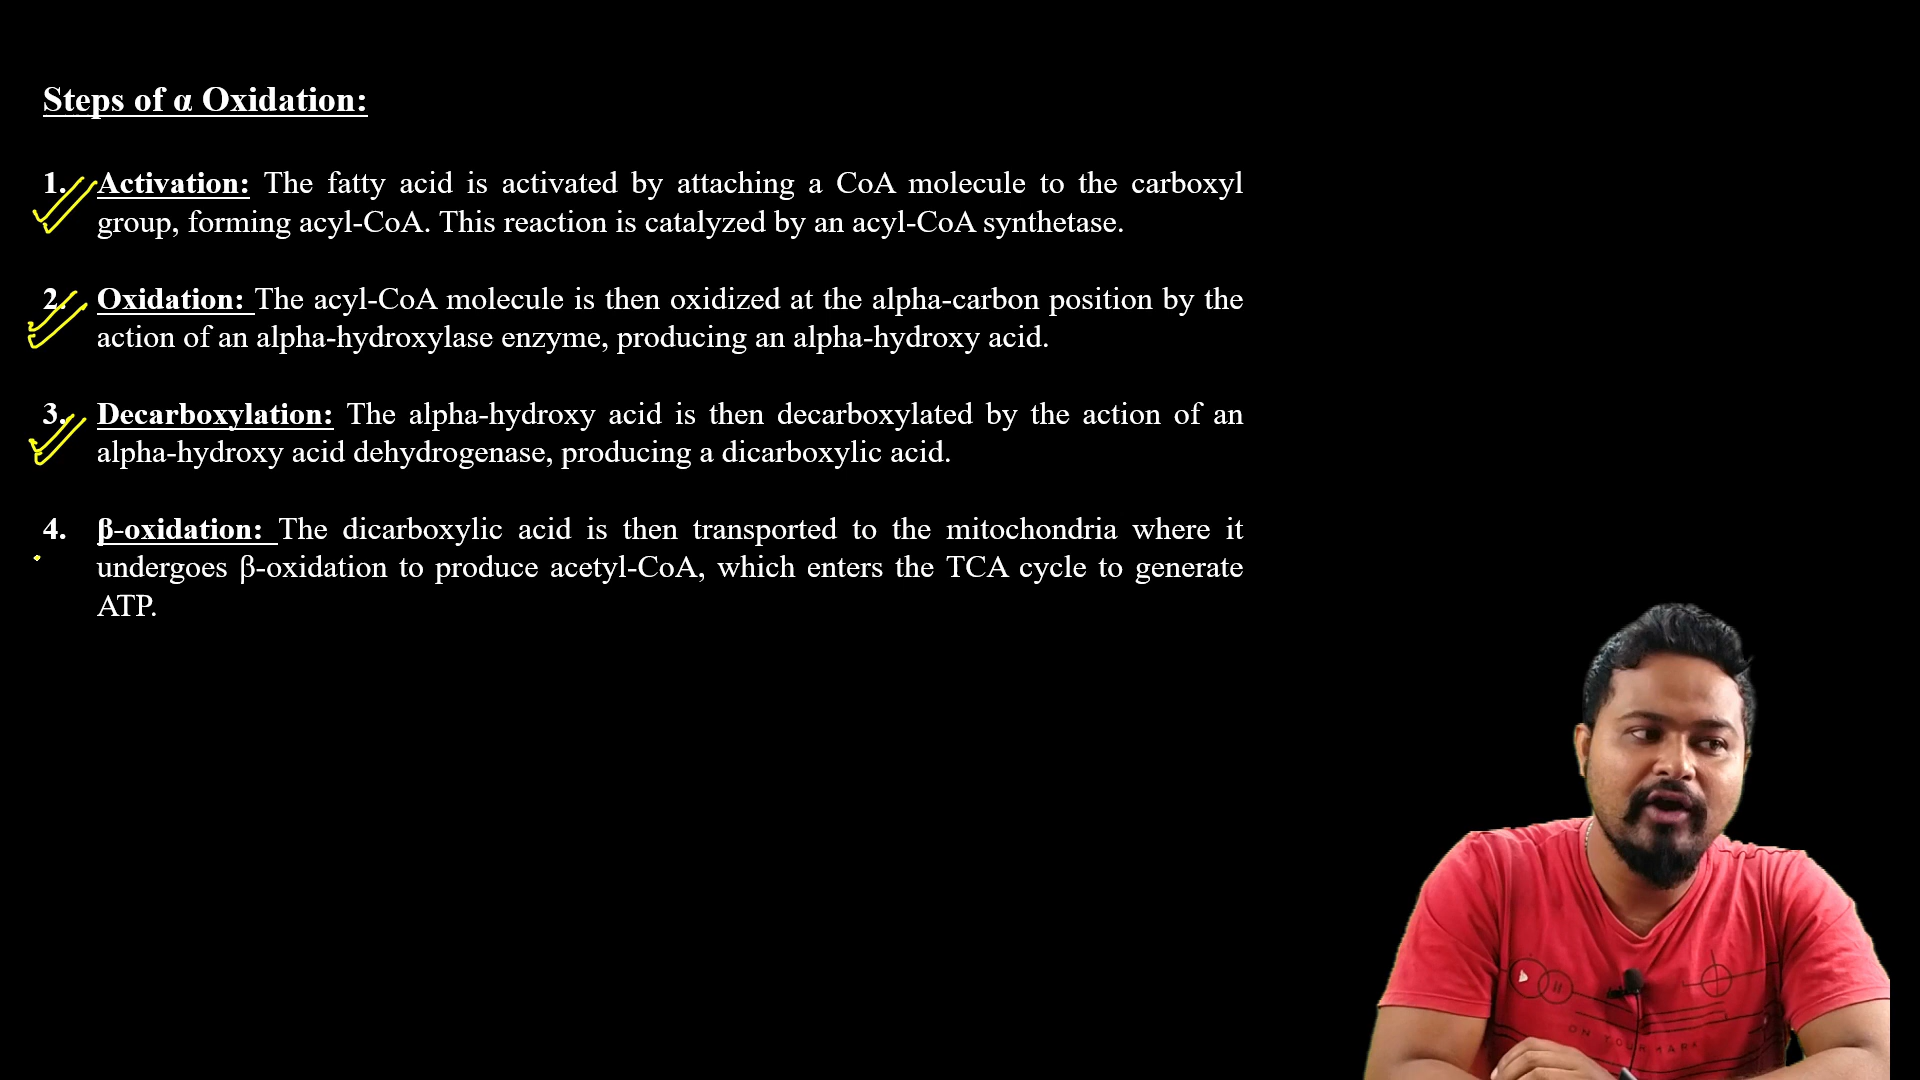 Steps of α Oxidation:
1. Activation: The fatty acid is activated by attaching a CoA molecule to the carboxyl
group, forming acyl-CoA. This reaction is catalyzed by an acyl-CoA synthetase.
2. Oxidation: The acyl-CoA molecule is then oxidized at the alpha-carbon position by the
action of an alpha-hydroxylase enzyme, producing an alpha-hydroxy acid.
3. Decarboxylation: The alpha-hydroxy acid is then decarboxylated by the action of an
alpha-hydroxy acid dehydrogenase, producing a dicarboxylic acid.
4. β-oxidation: The dicarboxylic acid is then transported to the mitochondria where it
undergoes β-oxidation to produce acetyl-CoA, which enters the TCA cycle to generate
ATP.
ON YOUR MARK